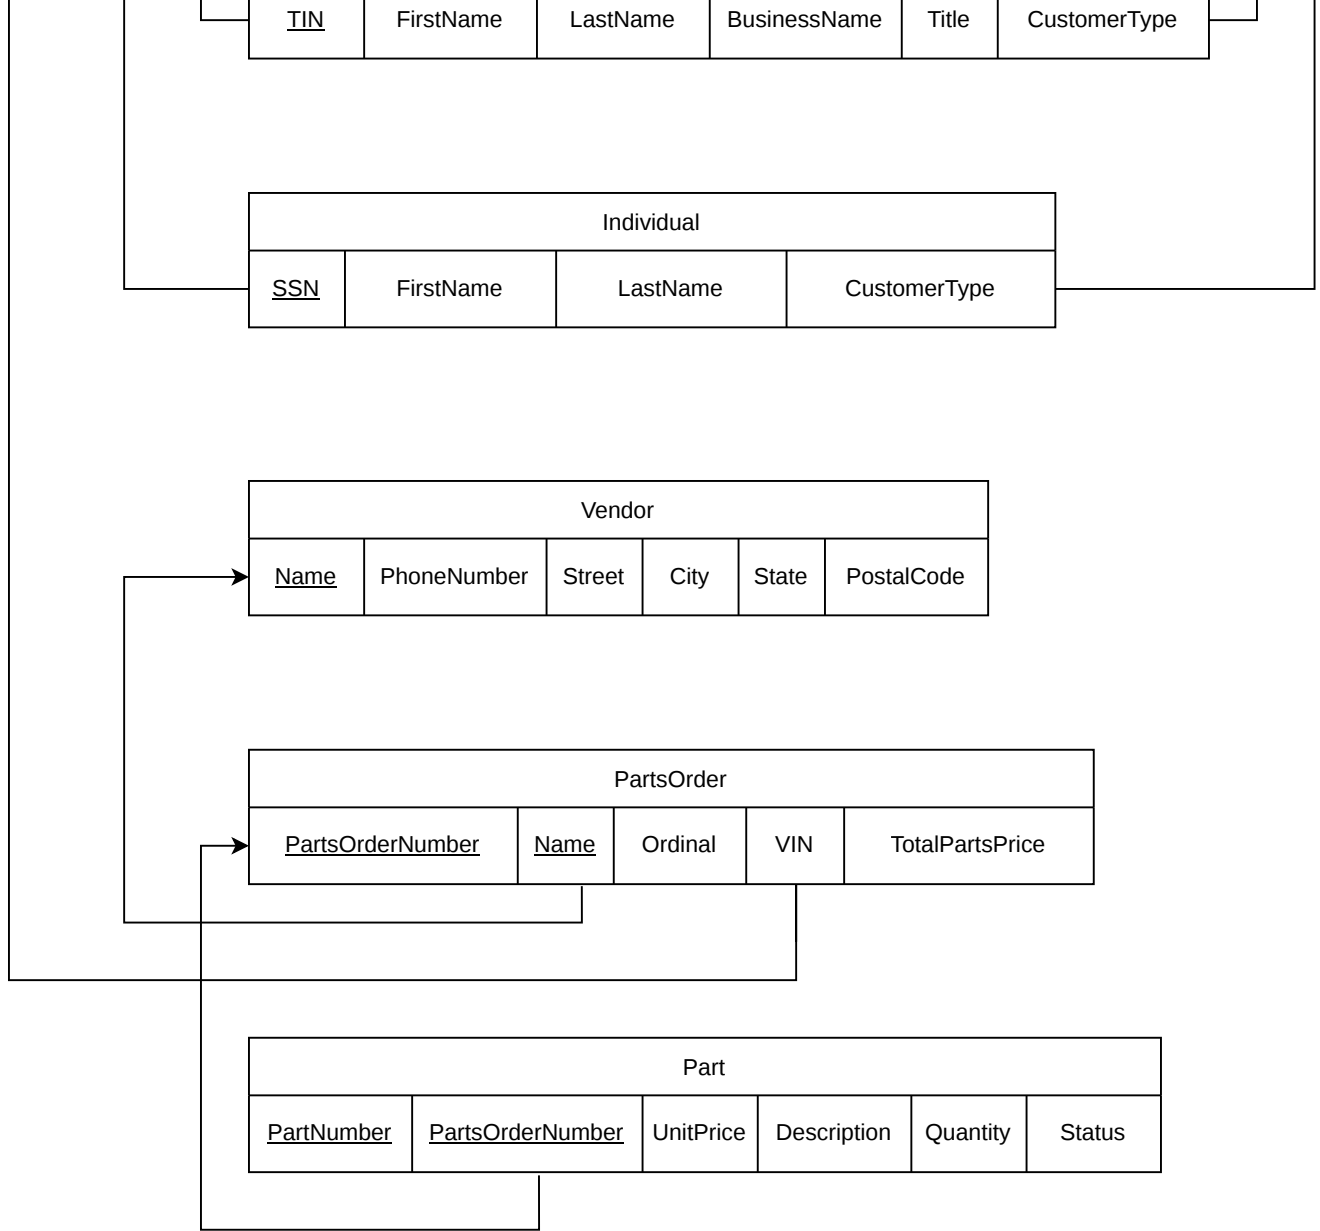 TIN FirstName LastName BusinessName Title CustomerType
Individual
SSN FirstName LastName CustomerType
Vendor
Name PhoneNumber Street City State PostalCode
PartsOrder
PartsOrderNumber Name Ordinal VIN TotalPartsPrice
Part
PartNumber PartsOrderNumber UnitPrice Description Quantity Status